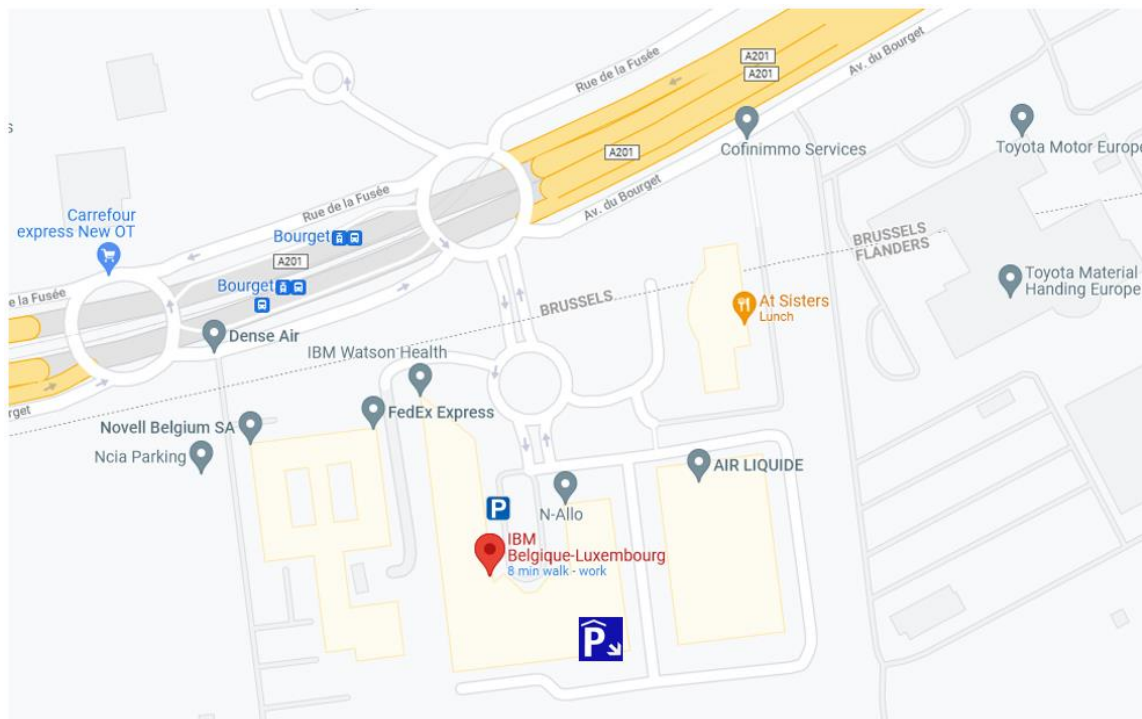 A201
A201
Av. du Bourget
Rue de la Fusée
Cofinimmo Services
Toyota Motor Europe
A201
Rue de la Fusée
Av. du Bourget
Carrefour
express New OT
Bourget
A201
BRUSSELS
FLANDERS
Bourget
Toyota Material
Handing Europe
e la Fusée
BRUSSELS
At Sisters
Lunch
Dense Air
IBM Watson Health
rget
FedEx Express
Novell Belgium SA
Ncia Parking
AIR LIQUIDE
P
N-Allo
IBM
Belgique-Luxembourg
8 min walk - work
P